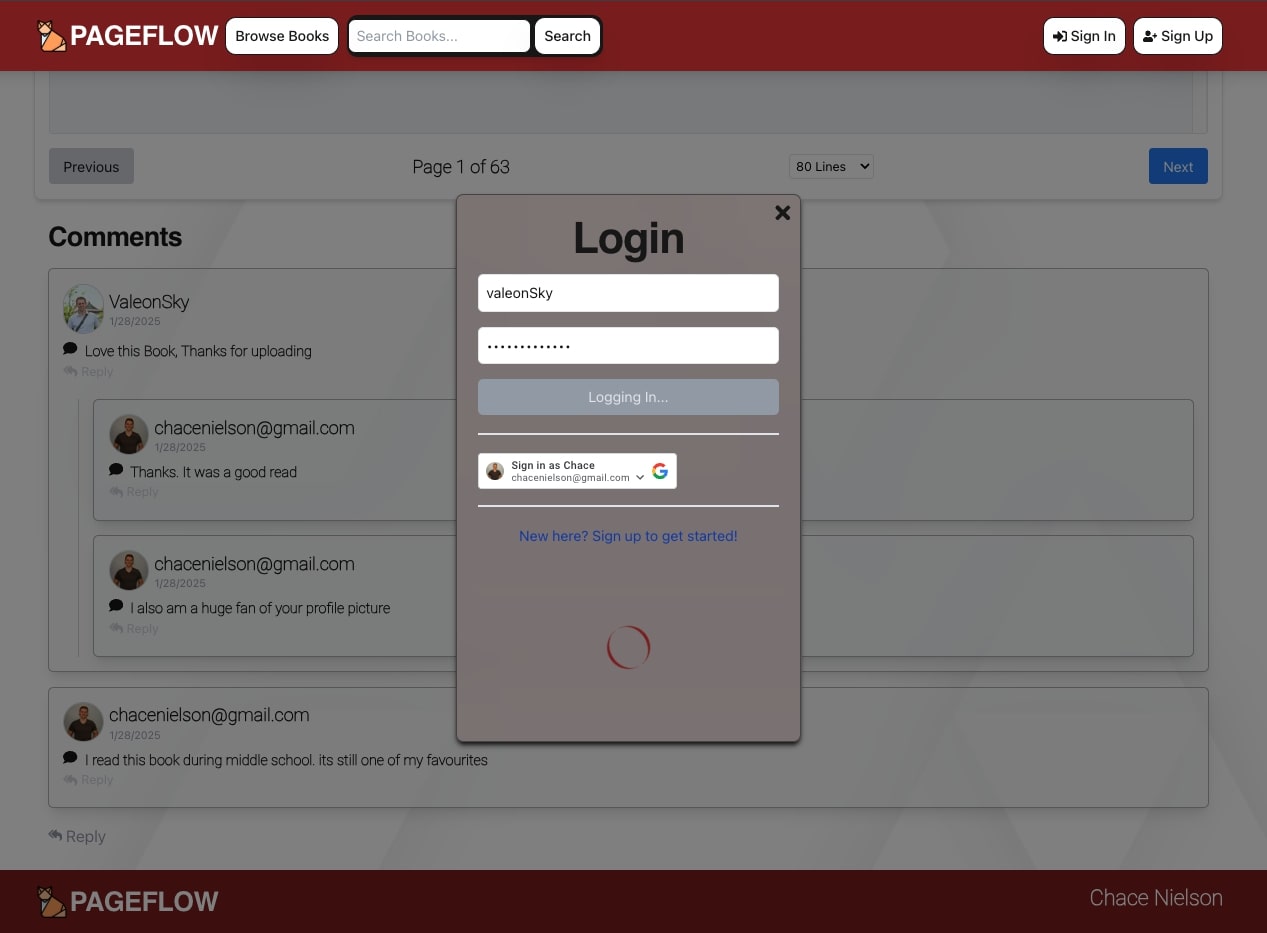 PAGEFLOW
Browse Books
Search Books...
Search
Sign In
Sign Up
Previous
Page 1 of 63
80 Lines
Next
Login
valeonSky
•••••••••••••
Logging In...
Sign in as Chace
chacenielson@gmail.com
New here? Sign up to get started!
Comments
ValeonSky
1/28/2025
Love this Book, Thanks for uploading
Reply
chacenielson@gmail.com
1/28/2025
Thanks. It was a good read
Reply
chacenielson@gmail.com
1/28/2025
I also am a huge fan of your profile picture
Reply
chacenielson@gmail.com
1/28/2025
I read this book during middle school. its still one of my favourites
Reply
Reply
PAGEFLOW
Chace Nielson